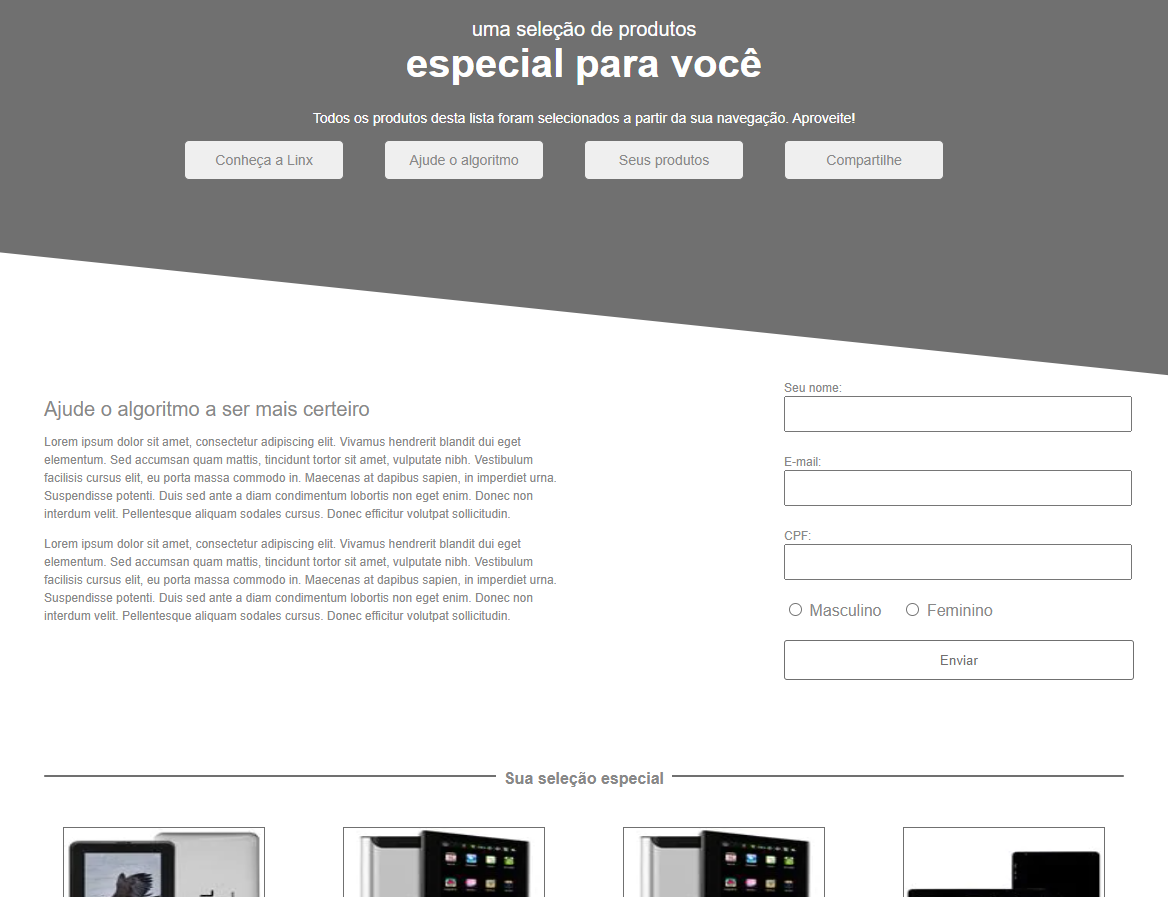 uma seleção de produtos
especial para você
Todos os produtos desta lista foram selecionados a partir da sua navegação. Aproveite!
Conheça a Linx
Ajude o algoritmo
Seus produtos
Compartilhe
Ajude o algoritmo a ser mais certeiro
Lorem ipsum dolor sit amet, consectetur adipiscing elit. Vivamus hendrerit blandit dui eget
elementum. Sed accumsan quam mattis, tincidunt tortor sit amet, vulputate nibh. Vestibulum
facilisis cursus elit, eu porta massa commodo in. Maecenas at dapibus sapien, in imperdiet urna.
Suspendisse potenti. Duis sed ante a diam condimentum lobortis non eget enim. Donec non
interdum velit. Pellentesque aliquam sodales cursus. Donec efficitur volutpat sollicitudin.
Lorem ipsum dolor sit amet, consectetur adipiscing elit. Vivamus hendrerit blandit dui eget
elementum. Sed accumsan quam mattis, tincidunt tortor sit amet, vulputate nibh. Vestibulum
facilisis cursus elit, eu porta massa commodo in. Maecenas at dapibus sapien, in imperdiet urna.
Suspendisse potenti. Duis sed ante a diam condimentum lobortis non eget enim. Donec non
interdum velit. Pellentesque aliquam sodales cursus. Donec efficitur volutpat sollicitudin.
Seu nome:
E-mail:
CPF:
Masculino
Feminino
Enviar
Sua seleção especial